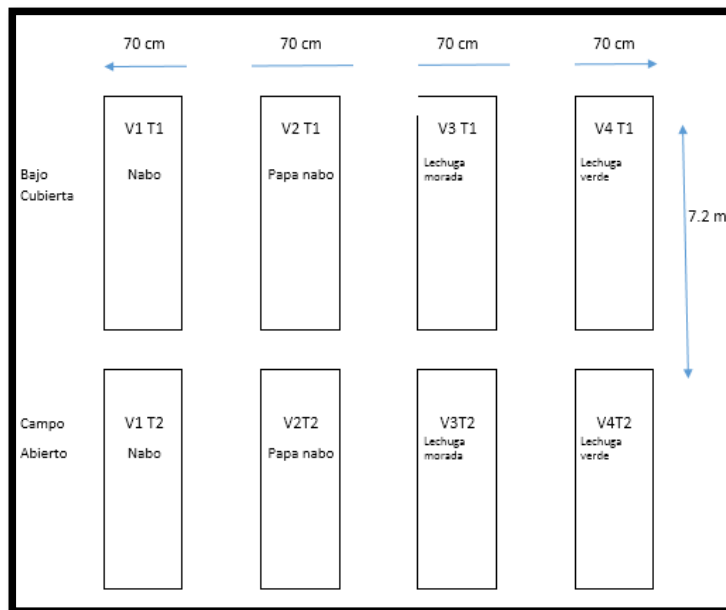 70 cm 70 cm 70 cm 70 cm
V1 T1 V2 T1 V3 T1 V4 T1
Bajo Nabo Papa nabo Lechuga Lechuga
morada verde
Cubierta
7.2 m
Campo V1 T2 V2T2 V3T2 V4T2
Lechuga Lechuga
Abierto Nabo Papa nabo morada verde